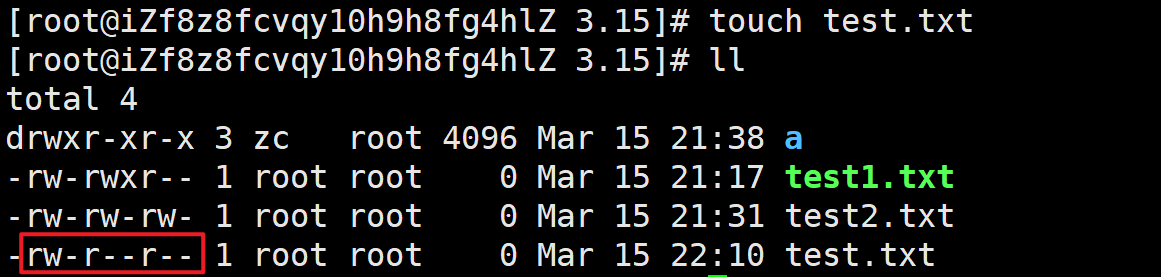 [root@iZf8z8fcvqy10h9h8fg4hlZ 3.15]# touch test.txt
[root@iZf8z8fcvqy10h9h8fg4hlZ 3.15]# ll
total 4
drwxr-xr-x 3 zc   root 4096 Mar 15 21:38 a
-rw-rwxr-- 1 root root    0 Mar 15 21:17 test1.txt
-rw-rw-rw- 1 root root    0 Mar 15 21:31 test2.txt
-rw-r--r-- 1 root root    0 Mar 15 22:10 test.txt